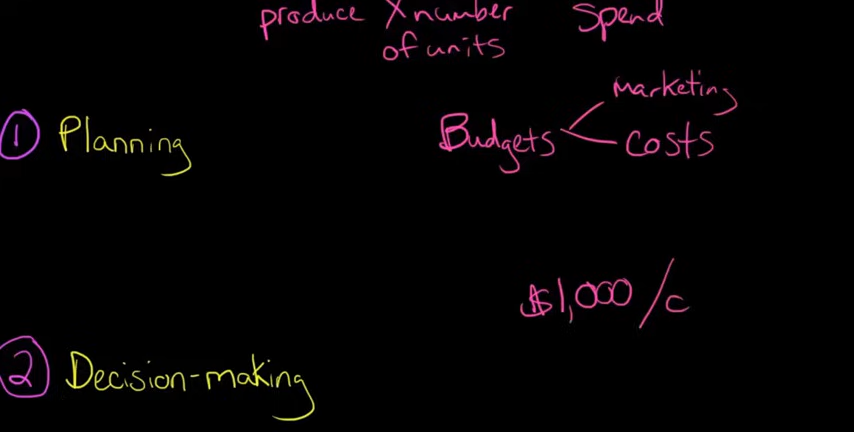 produce X number Spend
of units
marketing
① Planning Budgets
costs
$1,000/c
② Decision-making